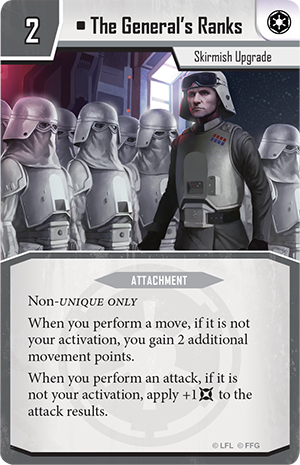 2
▪ The General's Ranks
Skirmish Upgrade
ATTACHMENT
Non-UNIQUE ONLY
When you perform a move, if it is not
your activation, you gain 2 additional
movement points.
When you perform an attack, if it is
not your activation, apply +1 to the
attack results.
© LFL © FFG